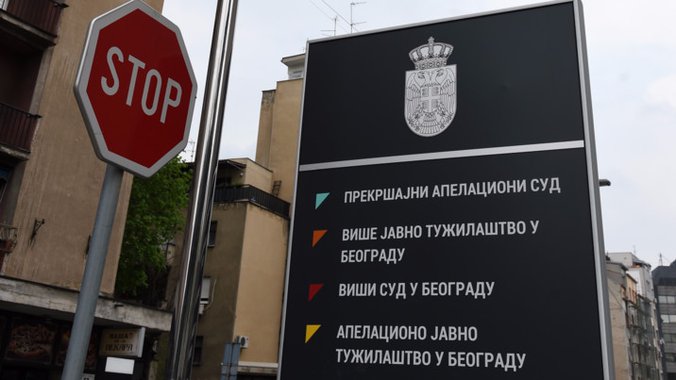 STOP
ПРЕКРШАЈНИ АПЕЛАЦИОНИ СУД
ВИШЕ ЈАВНО ТУЖИЛАШТВО У
БЕОГРАДУ
ВИШИ СУД У БЕОГРАДУ
АПЕЛАЦИОНО ЈАВНО
ТУЖИЛАШТВО У БЕОГРАДУ